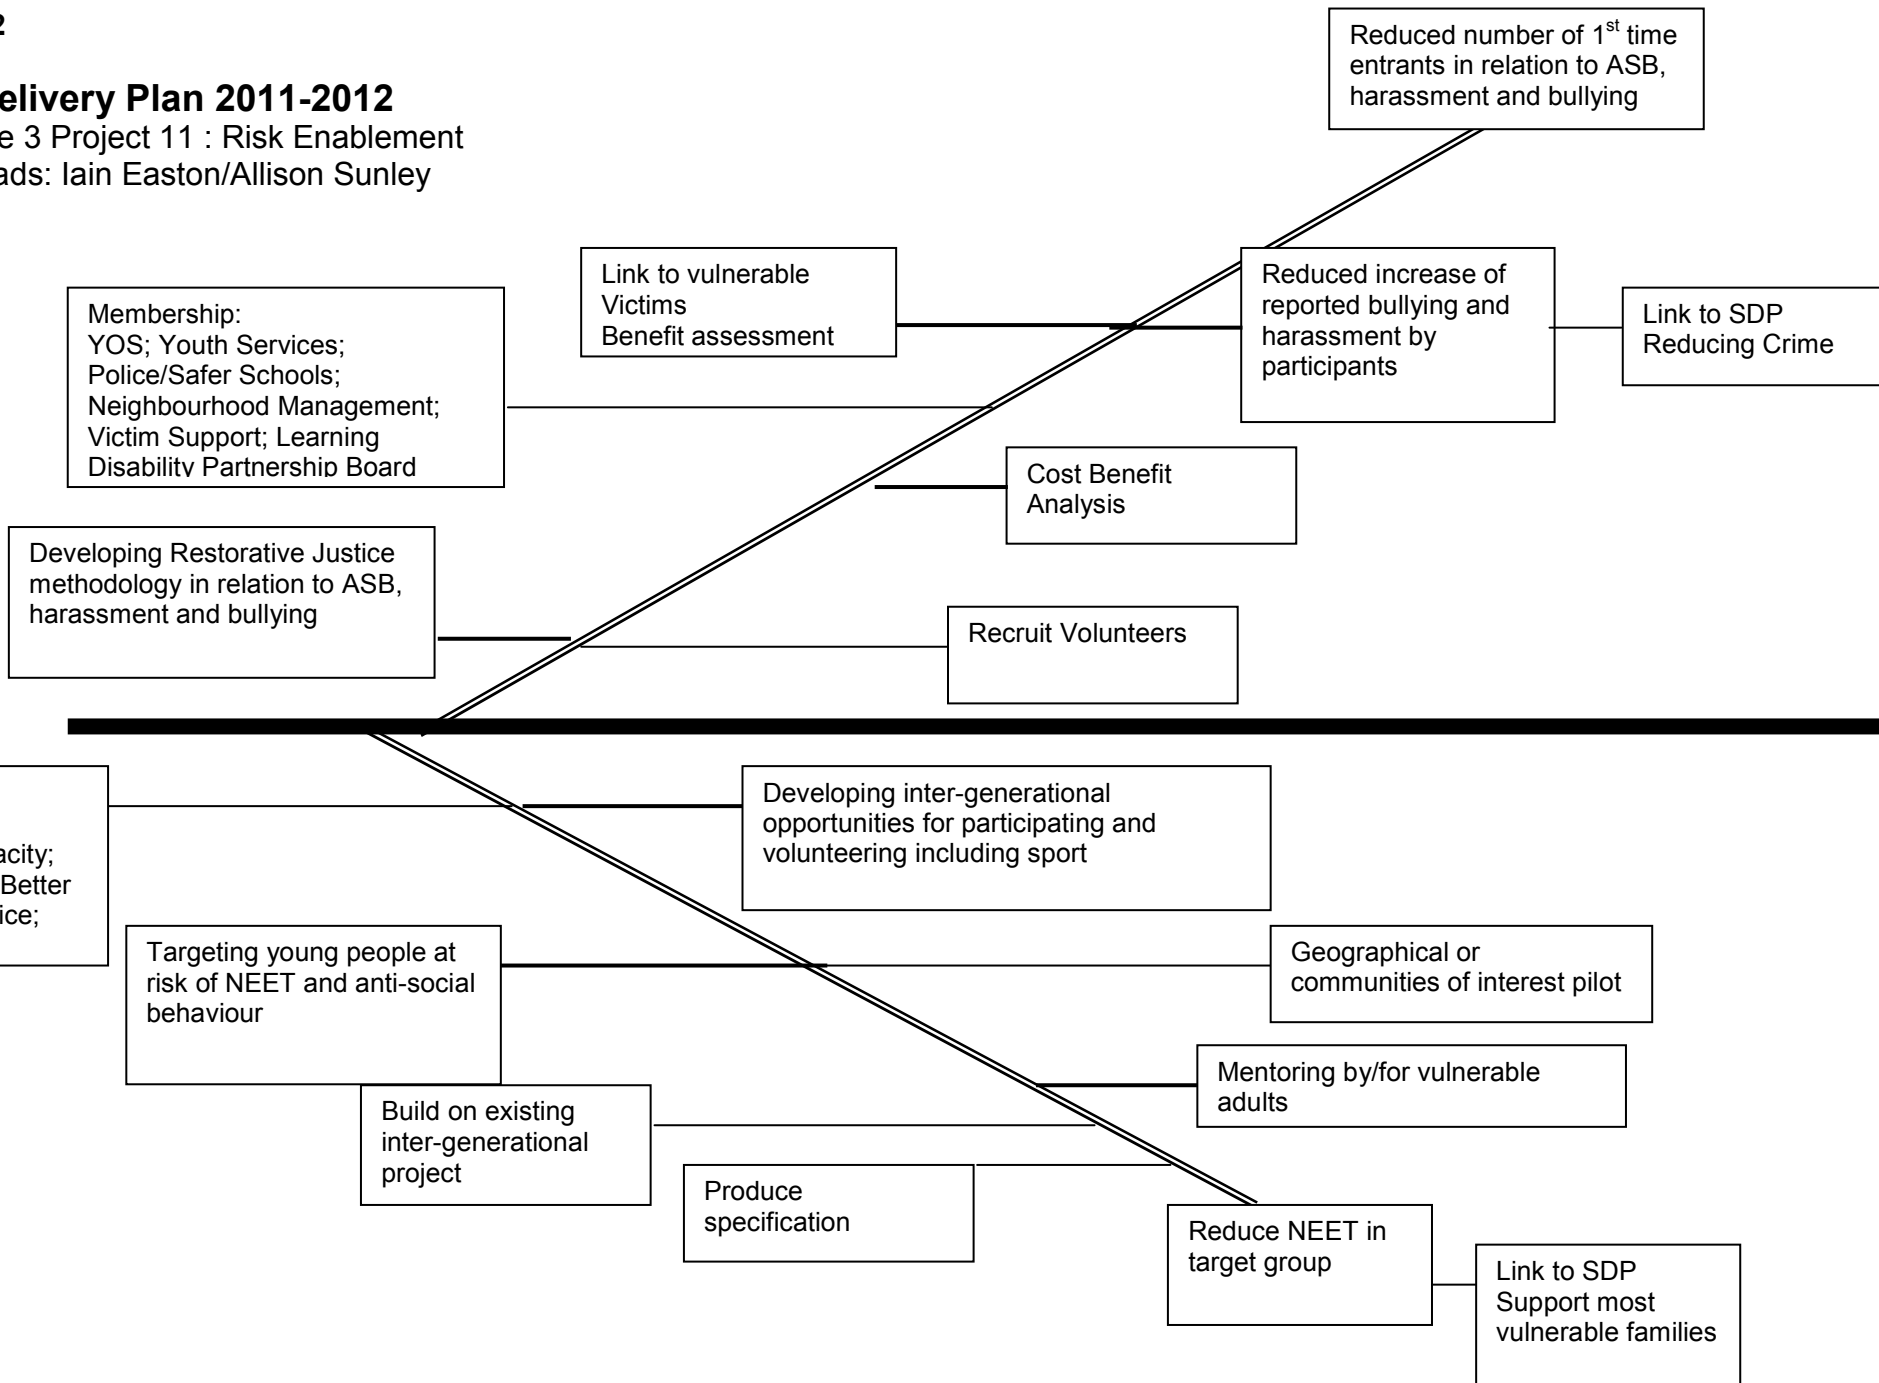 2
elivery Plan 2011-2012
e 3 Project 11 : Risk Enablement
ads: Iain Easton/Allison Sunley
Reduced number of 1st time
entrants in relation to ASB,
harassment and bullying
Link to vulnerable
Victims
Benefit assessment
Reduced increase of
reported bullying and
harassment by
participants
Link to SDP
Reducing Crime
Membership:
YOS; Youth Services;
Police/Safer Schools;
Neighbourhood Management;
Victim Support; Learning
Disability Partnership Board
Cost Benefit
Analysis
Developing Restorative Justice
methodology in relation to ASB,
harassment and bullying
Recruit Volunteers
acity;
Better
ice;
Developing inter-generational
opportunities for participating and
volunteering including sport
Targeting young people at
risk of NEET and anti-social
behaviour
Geographical or
communities of interest pilot
Mentoring by/for vulnerable
adults
Build on existing
inter-generational
project
Produce
specification
Reduce NEET in
target group
Link to SDP
Support most
vulnerable families